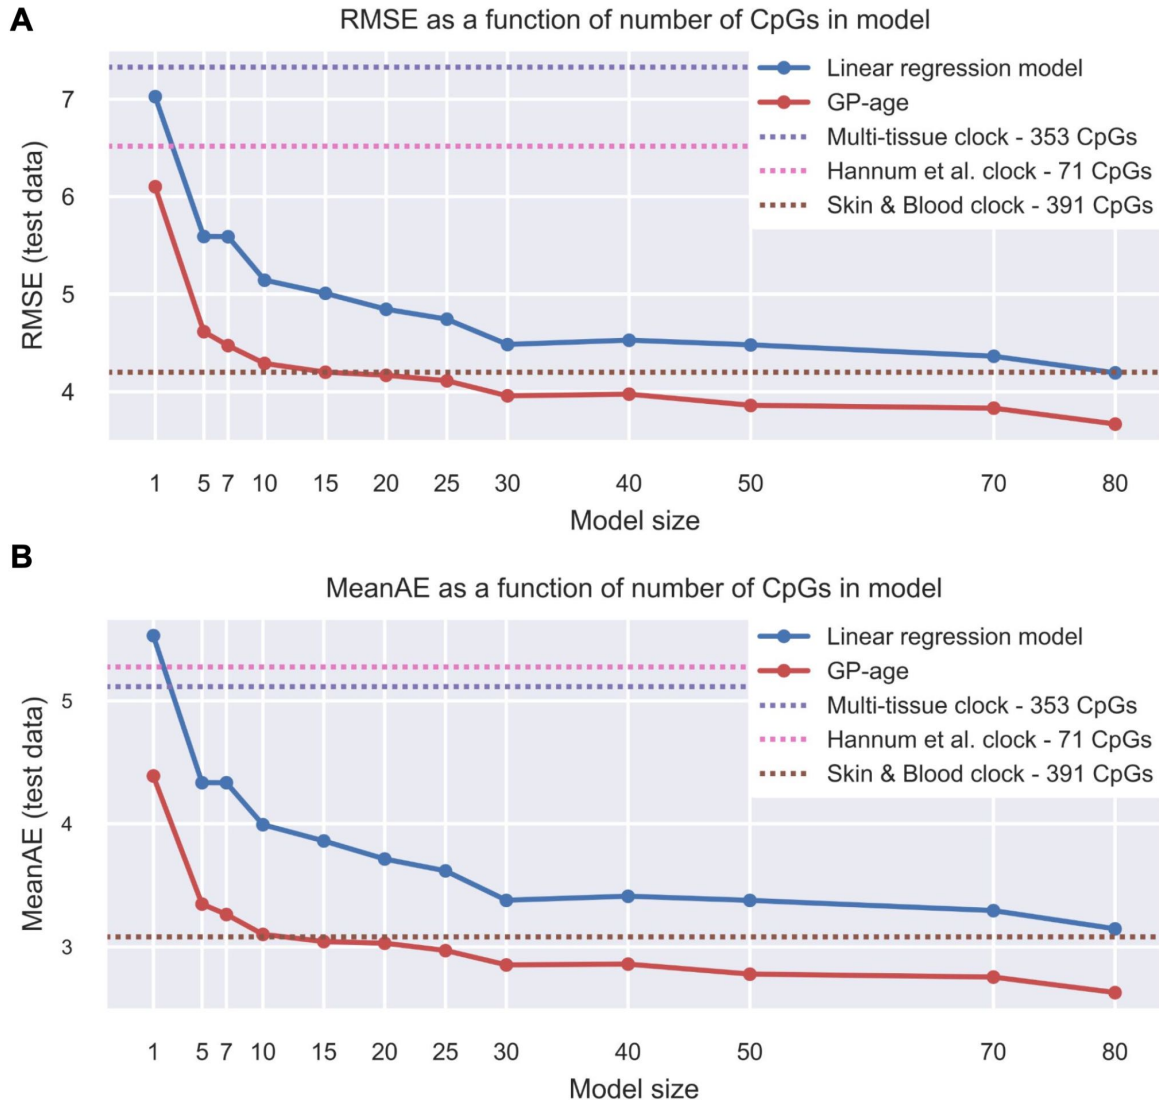 A
RMSE as a function of number of CpGs in model
Linear regression model
GP-age
Multi-tissue clock - 353 CpGs
Hannum et al. clock - 71 CpGs
Skin & Blood clock - 391 CpGs
RMSE (test data)
7
6
5
4
1 5 7 10 15 20 25 30 40 50 70 80
Model size
B
MeanAE as a function of number of CpGs in model
Linear regression model
GP-age
Multi-tissue clock - 353 CpGs
Hannum et al. clock - 71 CpGs
Skin & Blood clock - 391 CpGs
MeanAE (test data)
5
4
3
1 5 7 10 15 20 25 30 40 50 70 80
Model size